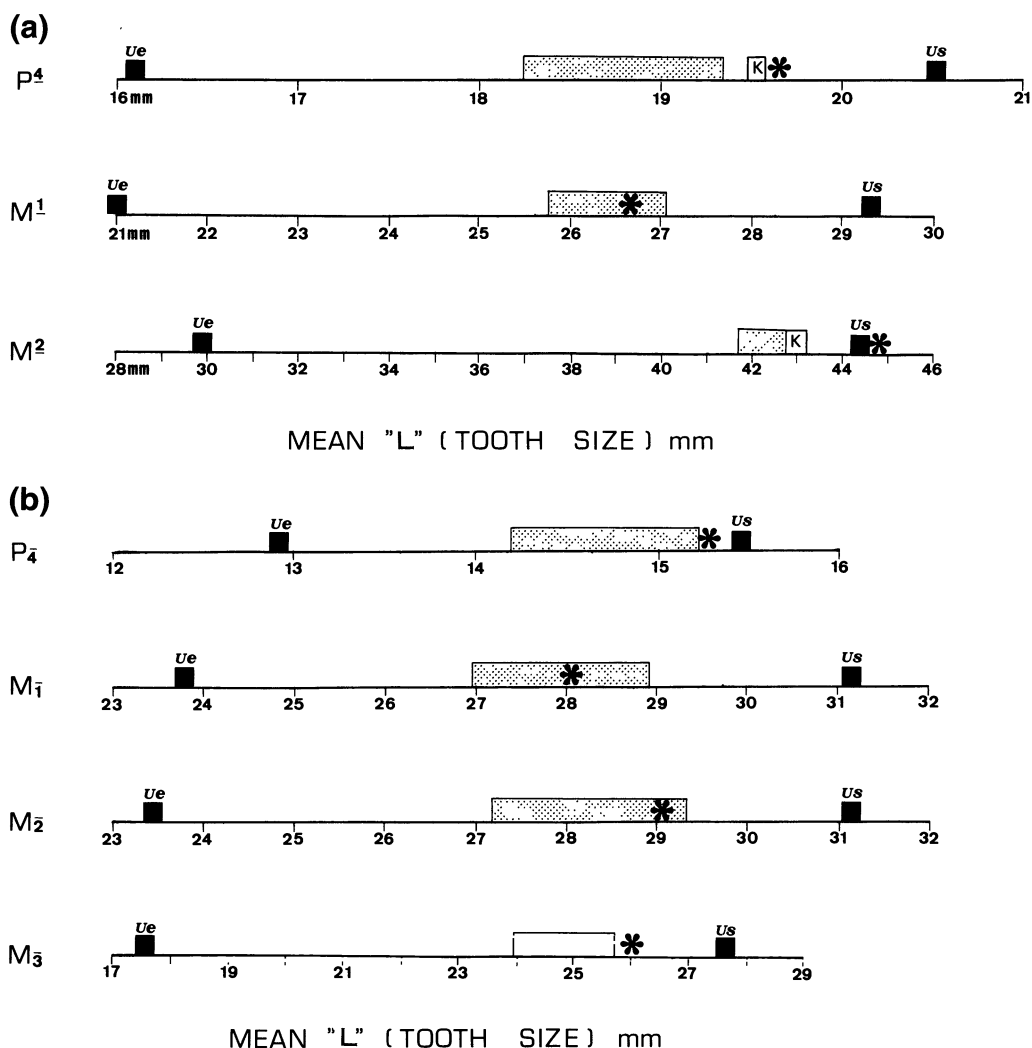 (a)
Ue Us
P4 K *
16mm 17 18 19 20 21
Ue Us
M1 *
21mm 22 23 24 25 26 27 28 29 30
Ue Us
M2 K *
28mm 30 32 34 36 38 40 42 44 46
MEAN "L" (TOOTH SIZE) mm
(b)
Ue Us
P4 *
12 13 14 15 16
Ue Us
M1 *
23 24 25 26 27 28 29 30 31 32
Ue Us
M2 *
23 24 25 26 27 28 29 30 31 32
Ue Us
M3 *
17 19 21 23 25 27 29
MEAN "L" (TOOTH SIZE) mm